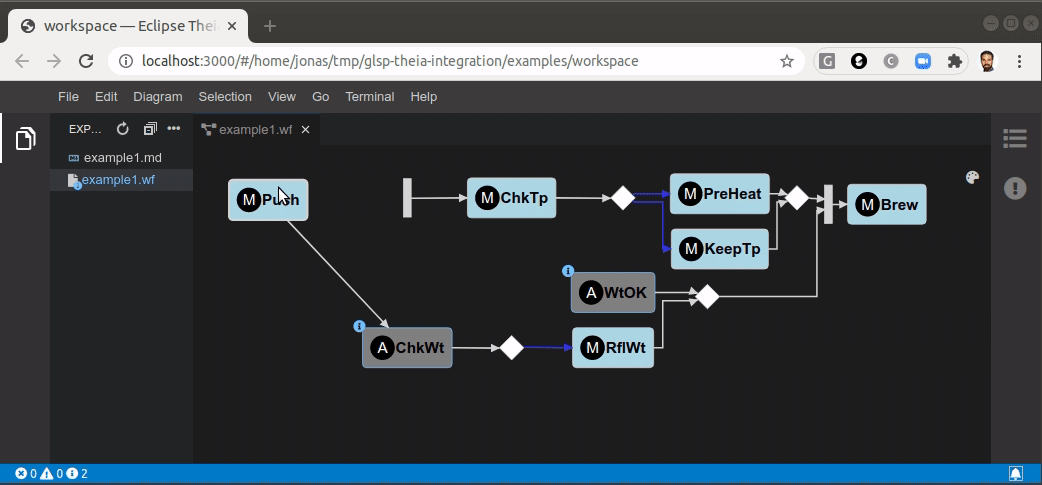 workspace — Eclipse Thei
localhost:3000/#/home/jonas/tmp/glsp-theia-integration/examples/workspace
G
C
File Edit Diagram Selection View Go Terminal Help
EXP...
example1.wf
example1.md
example1.wf
M Push
M ChkTp
M PreHeat
M Brew
M KeepTp
A WtOK
A ChkWt
M RflWt
0 0 2